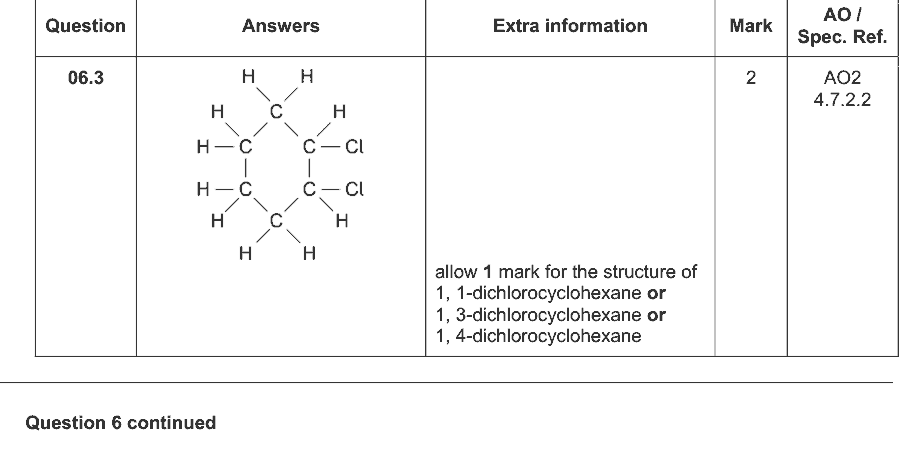 Question Answers Extra information Mark AO /
Spec. Ref.
06.3 2 AO2
4.7.2.2
H H
H C H
H C C Cl
H C C Cl
H C H
H H
allow 1 mark for the structure of
1, 1-dichlorocyclohexane or
1, 3-dichlorocyclohexane or
1, 4-dichlorocyclohexane
Question 6 continued